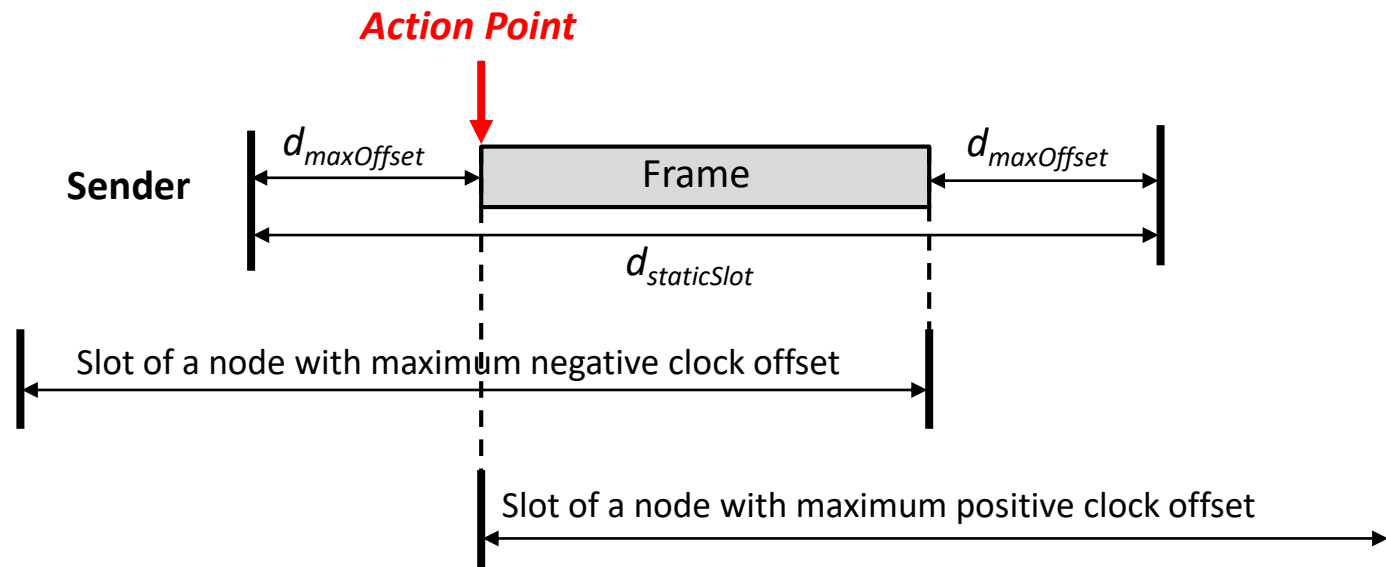 Action Point
d_maxOffset
d_maxOffset
Sender
Frame
d_staticSlot
Slot of a node with maximum negative clock offset
Slot of a node with maximum positive clock offset